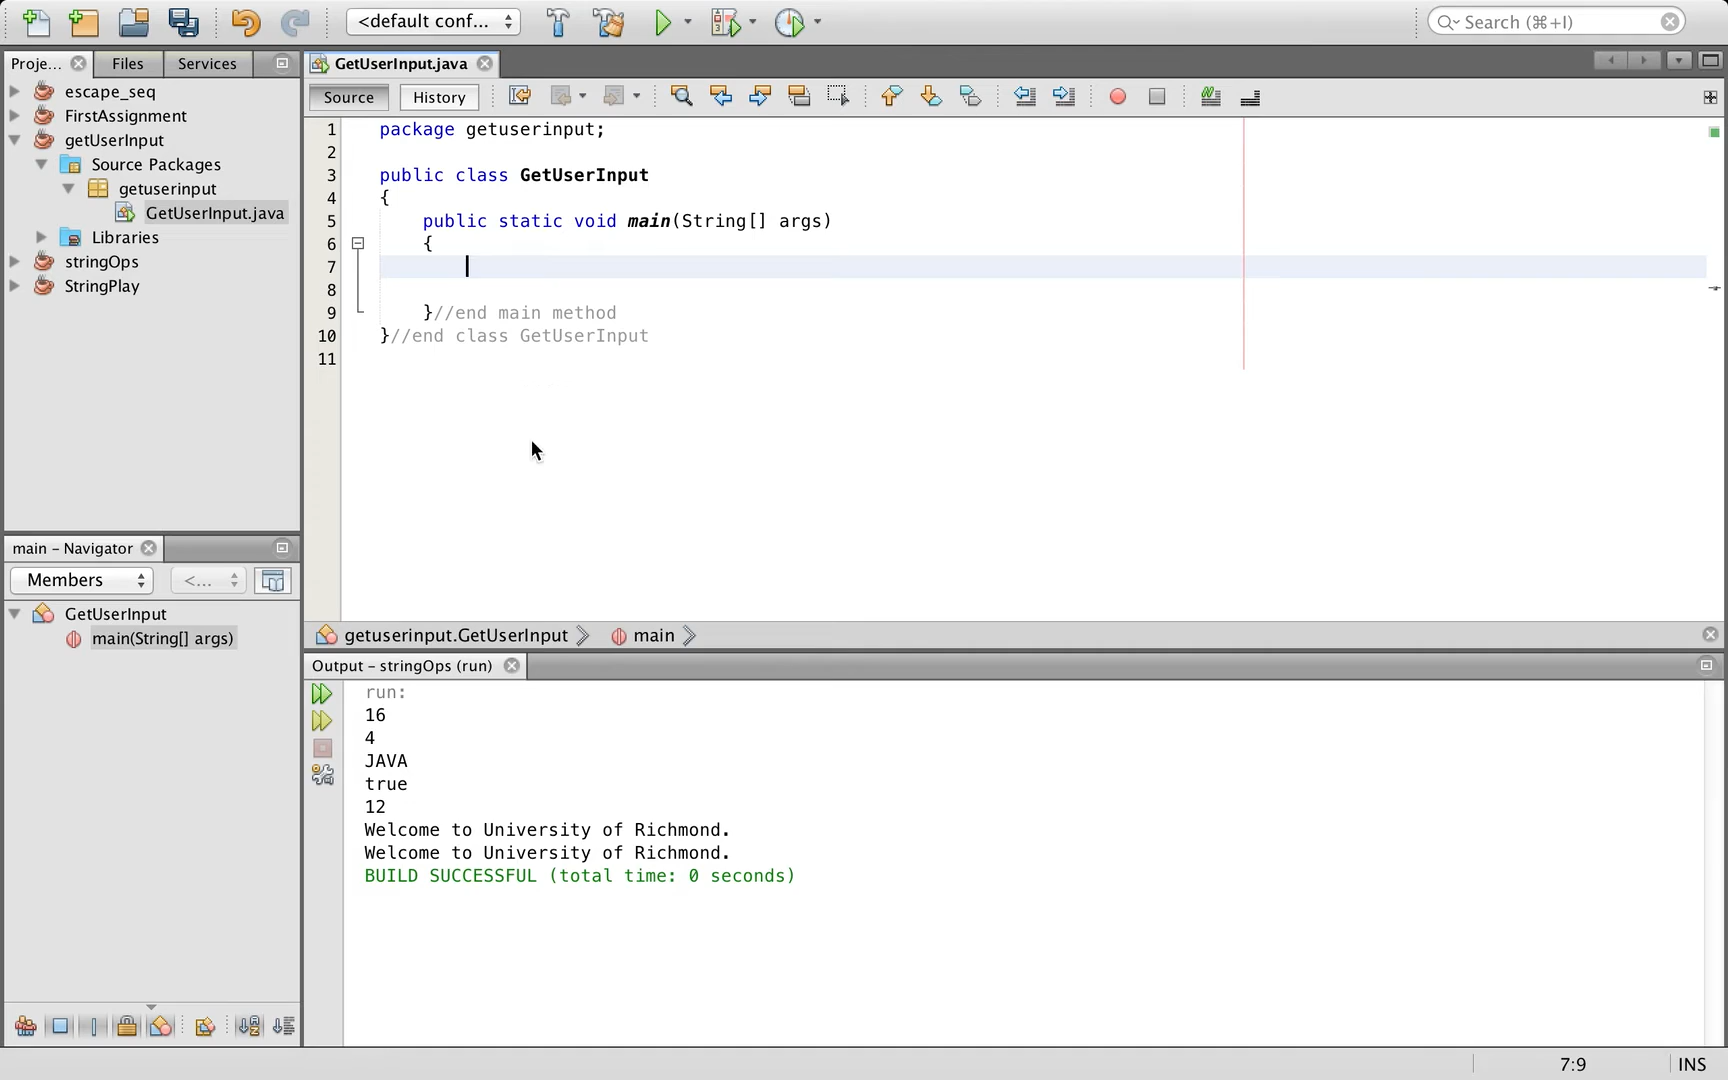 <default conf...
Search (⌘+I)
Proje...
Files
Services
GetUserInput.java
Source
History
escape_seq
FirstAssignment
getUserInput
Source Packages
getuserinput
GetUserInput.java
Libraries
stringOps
StringPlay
1 package getuserinput;
2
3 public class GetUserInput
4 {
5 public static void main(String[] args)
6 {
7
8
9 }//end main method
10 }//end class GetUserInput
11
main - Navigator
Members
<...
GetUserInput
main(String[] args)
getuserinput.GetUserInput
main
Output - stringOps (run)
run:
16
4
JAVA
true
12
Welcome to University of Richmond.
Welcome to University of Richmond.
BUILD SUCCESSFUL (total time: 0 seconds)
7:9
INS